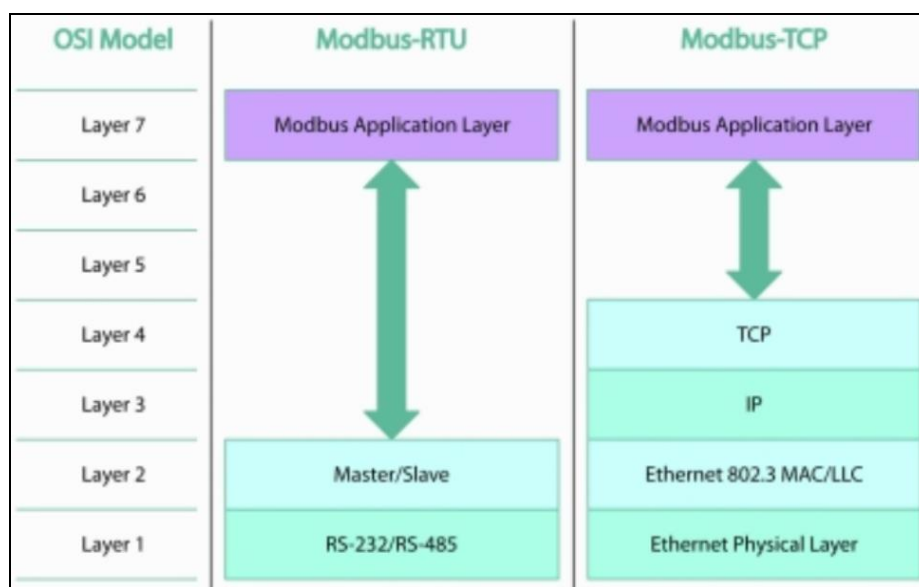 OSI Model Modbus-RTU Modbus-TCP
Layer 7 Modbus Application Layer Modbus Application Layer
Layer 6
Layer 5
Layer 4 TCP
Layer 3 IP
Layer 2 Master/Slave Ethernet 802.3 MAC/LLC
Layer 1 RS-232/RS-485 Ethernet Physical Layer